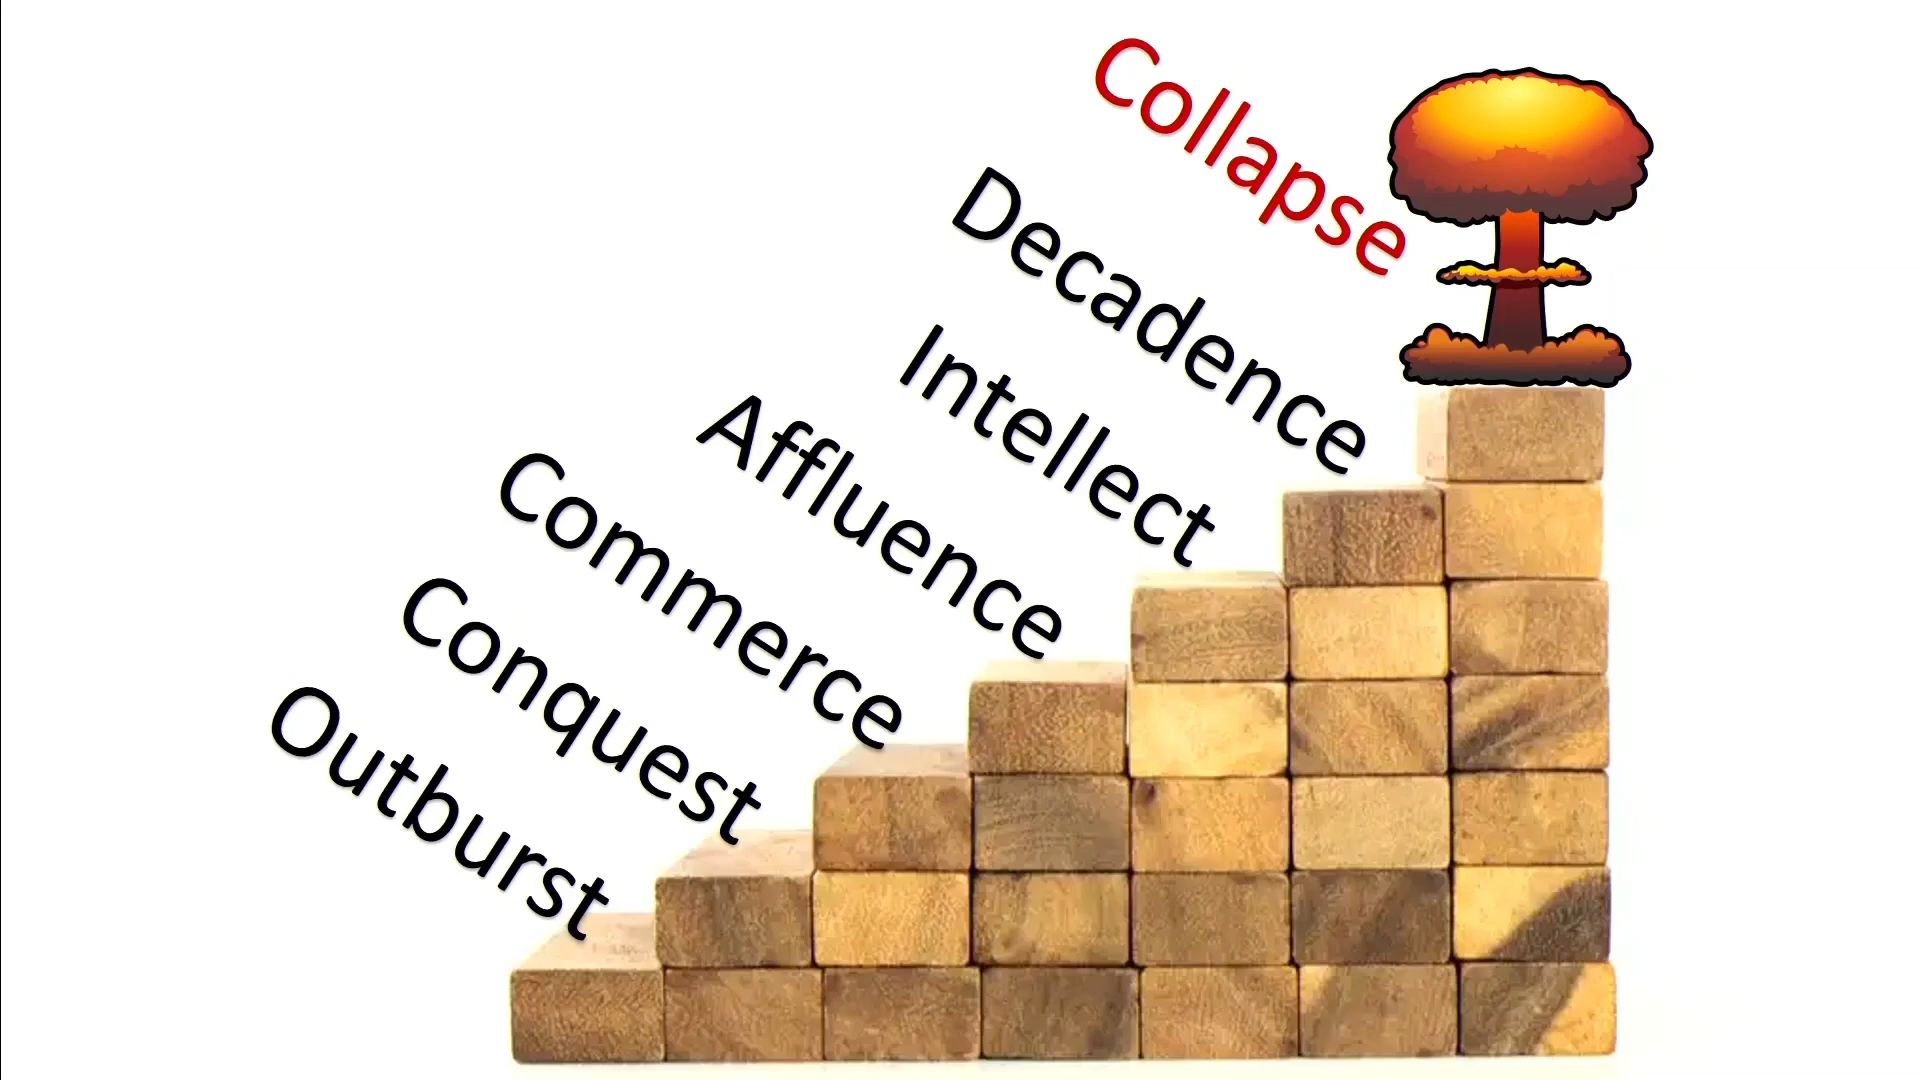 Collapse
Decadence
Intellect
Affluence
Commerce
Conquest
Outburst